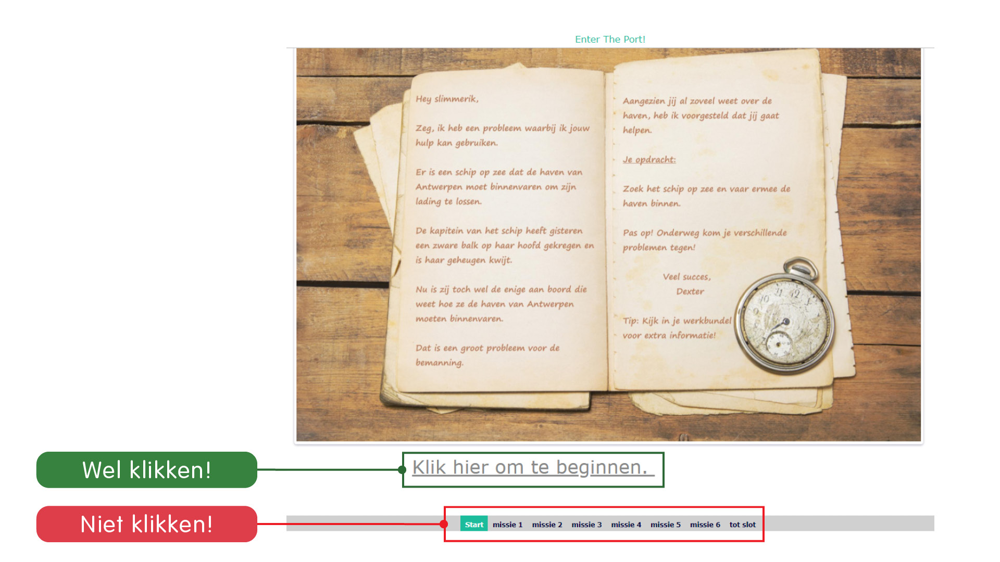 Enter The Port!
Hey slimmerik,
Zeg, ik heb een probleem waarbij ik jouw
hulp kan gebruiken.
Er is een schip op zee dat de haven van
Antwerpen moet binnenvaren om zijn
lading te lossen.
De kapitein van het schip heeft gisteren
een zware balk op haar hoofd gekregen en
is haar geheugen kwijt.
Nu is zij toch wel de enige aan boord die
weet hoe ze de haven van Antwerpen
moeten binnenvaren.
Dat is een groot probleem voor de
bemanning.
Aangezien jij al zoveel weet over de
haven, heb ik voorgesteld dat jij gaat
helpen.
Je opdracht:
Zoek het schip op zee en vaar ermee de
haven binnen.
Pas op! Onderweg kom je verschillende
problemen tegen!
Veel succes,
Dexter
Tip: Kijk in je werkbundel
voor extra informatie!
9 10 11 12
Wel klikken!
Klik hier om te beginnen.
Niet klikken!
Start missie 1 missie 2 missie 3 missie 4 missie 5 missie 6 tot slot